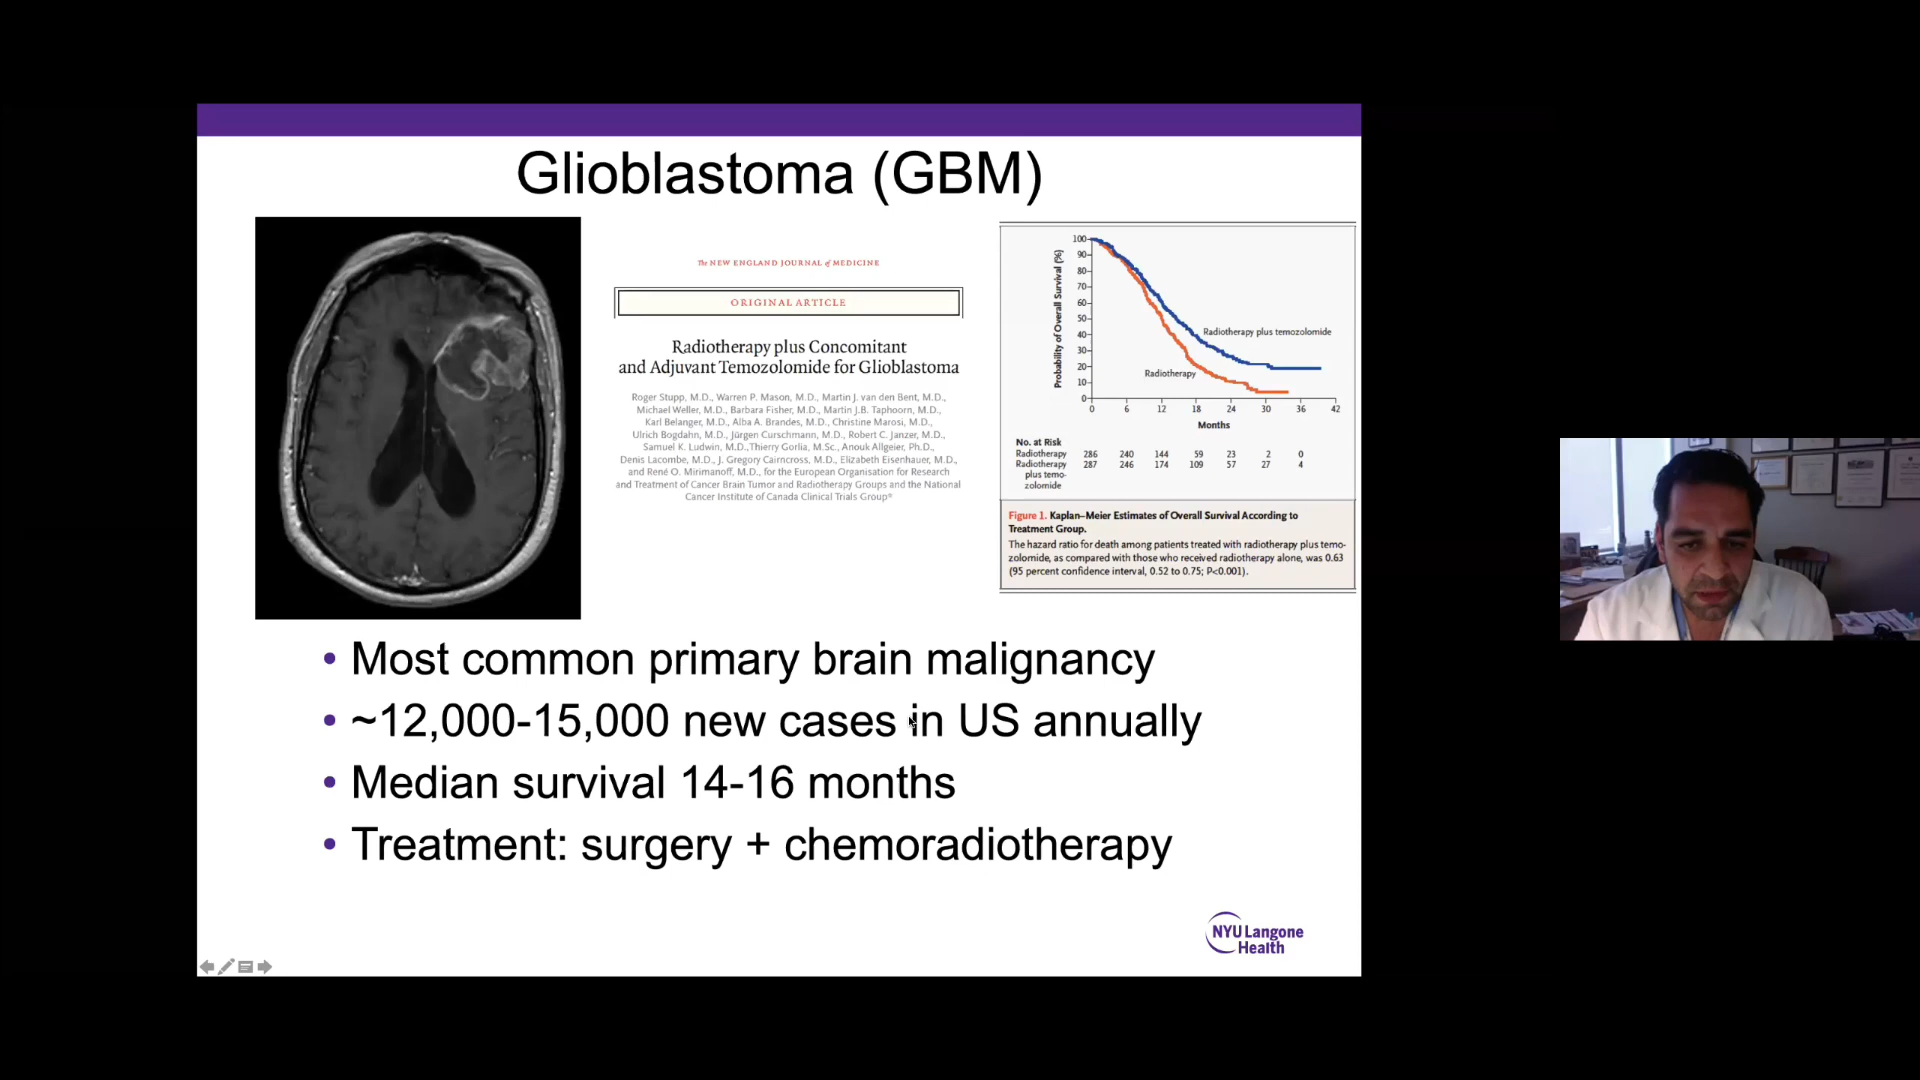 Glioblastoma (GBM)
The NEW ENGLAND JOURNAL of MEDICINE
ORIGINAL ARTICLE
Radiotherapy plus Concomitant
and Adjuvant Temozolomide for Glioblastoma
Roger Stupp, M.D., Warren P. Mason, M.D., Martin J. van den Bent, M.D.,
Michael Weller, M.D., Barbara Fisher, M.D., Martin J.B. Taphoorn, M.D.,
Karl Belanger, M.D., Alba A. Brandes, M.D., Christine Marosi, M.D.,
Ulrich Bogdahn, M.D., Jürgen Curschmann, M.D., Robert C. Janzer, M.D.,
Samuel K. Ludwin, M.D., Thierry Gorlia, M.Sc., Anouk Allgeier, Ph.D.,
Denis Lacombe, M.D., J. Gregory Cairncross, M.D., Elizabeth Eisenhauer, M.D.,
and René O. Mirimanoff, M.D., for the European Organisation for Research
and Treatment of Cancer Brain Tumor and Radiotherapy Groups and the National
Cancer Institute of Canada Clinical Trials Group*
Probability of Overall Survival (%)
100
90
80
70
60
50
40
30
20
10
0
Radiotherapy plus temozolomide
Radiotherapy
0 6 12 18 24 30 36 42
Months
No. at Risk
Radiotherapy 286 240 144 59 23 2 0
Radiotherapy 287 246 174 109 57 27 4
plus temo-
zolomide
Figure 1. Kaplan–Meier Estimates of Overall Survival According to
Treatment Group.
The hazard ratio for death among patients treated with radiotherapy plus temo-
zolomide, as compared with those who received radiotherapy alone, was 0.63
(95 percent confidence interval, 0.52 to 0.75; P<0.001).
• Most common primary brain malignancy
• ~12,000-15,000 new cases in US annually
• Median survival 14-16 months
• Treatment: surgery + chemoradiotherapy
NYU Langone
Health